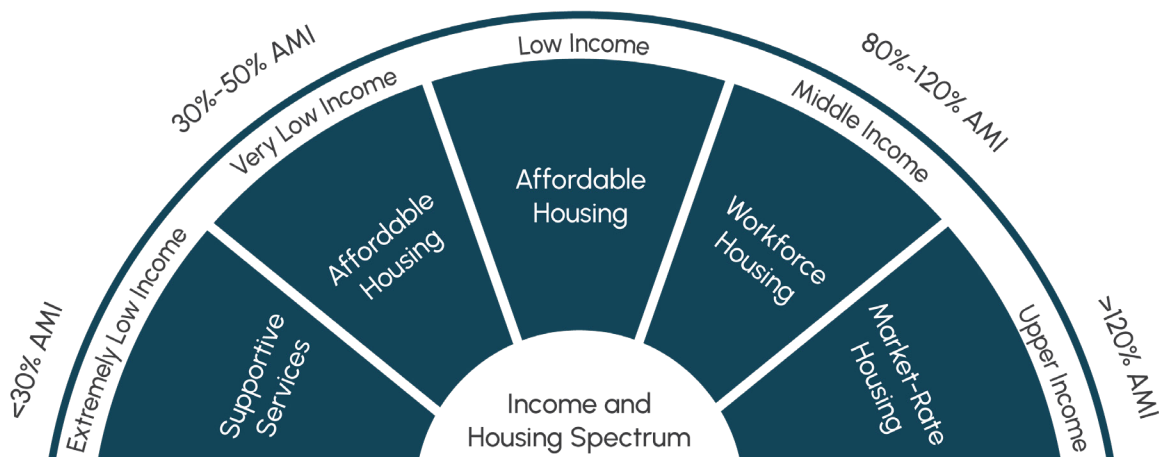 <30% AMI
Extremely Low Income
Supportive
Services
30%-50% AMI
Very Low Income
Affordable
Housing
Low Income
Affordable
Housing
80%-120% AMI
Middle Income
Workforce
Housing
>120% AMI
Upper Income
Market-Rate
Housing
Income and
Housing Spectrum